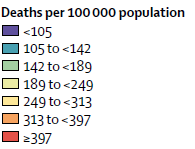 Deaths per 100 000 population
<105
105 to <142
142 to <189
189 to <249
249 to <313
313 to <397
≥397